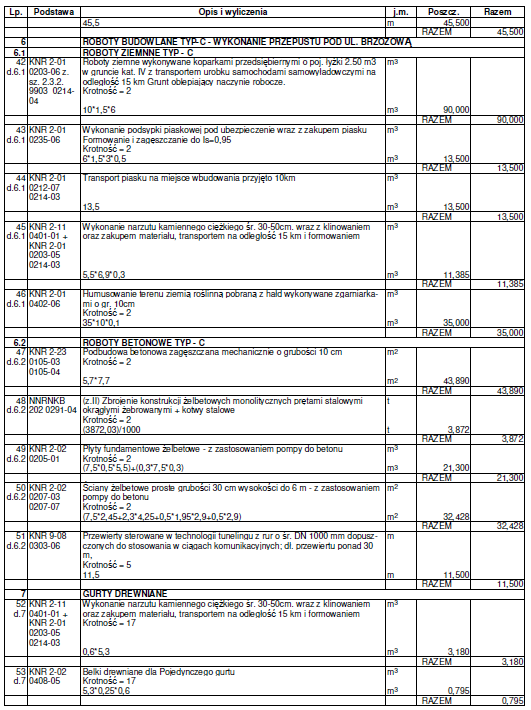 Lp. Podstawa Opis i wyliczenia j.m. Poszcz. Razem
45,5 m 45,500
RAZEM 45,500
6 ROBOTY BUDOWLANE TYP-C - WYKONANIE PRZEPUSTU POD UL. BRZOZOWĄ
6.1 ROBOTY ZIEMNE TYP - C
42 KNR 2-01 Roboty ziemne wykonywane koparkami przedsiębiernymi o poj. łyżki 2.50 m3 m3
d.6.1 0203-06 z. w gruncie kat. IV z transportem urobku samochodami samowyładowczymi na
sz. 2.3.2. odległość 15 km Grunt oblepiający naczynie robocze.
9903 0214- Krotność = 2
04
10*1,5*6 m3 90,000
RAZEM 90,000
43 KNR 2-01 Wykonanie podsypki piaskowej pod ubezpieczenie wraz z zakupem piasku m3
d.6.1 0235-06 Formowanie i zagęszczanie do Is=0,95
Krotność = 2
6*1,5*3*0,5 m3 13,500
RAZEM 13,500
44 KNR 2-01 Transport piasku na miejsce wbudowania przyjęto 10km m3
d.6.1 0212-07
0214-03
13,5 m3 13,500
RAZEM 13,500
45 KNR 2-11 Wykonanie narzutu kamiennego ciężkiego śr. 30-50cm. wraz z klinowaniem m3
d.6.1 0401-01 + oraz zakupem materiału, transportem na odległość 15 km i formowaniem
KNR 2-01
0203-05
0214-03 5,5*6,9*0,3 m3 11,385
RAZEM 11,385
46 KNR 2-01 Humusowanie terenu ziemią roślinną pobraną z hałd wykonywane zgarniarka- m3
d.6.1 0402-06 mi o gr. 10cm
Krotność = 2
35*10*0,1 m3 35,000
RAZEM 35,000
6.2 ROBOTY BETONOWE TYP - C
47 KNR 2-23 Podbudowa betonowa zagęszczana mechanicznie o grubości 10 cm m2
d.6.2 0105-03 Krotność = 2
0105-04
5,7*7,7 m2 43,890
RAZEM 43,890
48 NNRNKB (z.II) Zbrojenie konstrukcji żelbetowych monolitycznych prętami stalowymi t
d.6.2 202 0291-04 okrągłymi żebrowanymi + kotwy stalowe
Krotność = 2
(3872,03)/1000 t 3,872
RAZEM 3,872
49 KNR 2-02 Płyty fundamentowe żelbetowe - z zastosowaniem pompy do betonu m3
d.6.2 0205-01 Krotność = 2
(7,5*0,5*5,5)+(0,3*7,5*0,3) m3 21,300
RAZEM 21,300
50 KNR 2-02 Ściany żelbetowe proste grubości 30 cm wysokości do 6 m - z zastosowaniem m2
d.6.2 0207-03 pompy do betonu
0207-07 Krotność = 2
(7,5*2,45+2,3*4,25+0,5*1,95*2,9+0,5*2,9) m2 32,428
RAZEM 32,428
51 KNR 9-08 Przewierty sterowane w technologii tunelingu z rur o śr. DN 1000 mm dopusz- m
d.6.2 0303-06 czonych do stosowania w ciągach komunikacyjnych; dł. przewiertu ponad 30
m,
Krotność = 5
11,5 m 11,500
RAZEM 11,500
7 GURTY DREWNIANE
52 KNR 2-11 Wykonanie narzutu kamiennego ciężkiego śr. 30-50cm. wraz z klinowaniem m3
d.7 0401-01 + oraz zakupem materiału, transportem na odległość 15 km i formowaniem
KNR 2-01 Krotność = 17
0203-05
0214-03
0,6*5,3 m3 3,180
RAZEM 3,180
53 KNR 2-02 Belki drewniane dla Pojedynczego gurtu m3
d.7 0408-05 Krotność = 17
5,3*0,25*0,6 m3 0,795
RAZEM 0,795